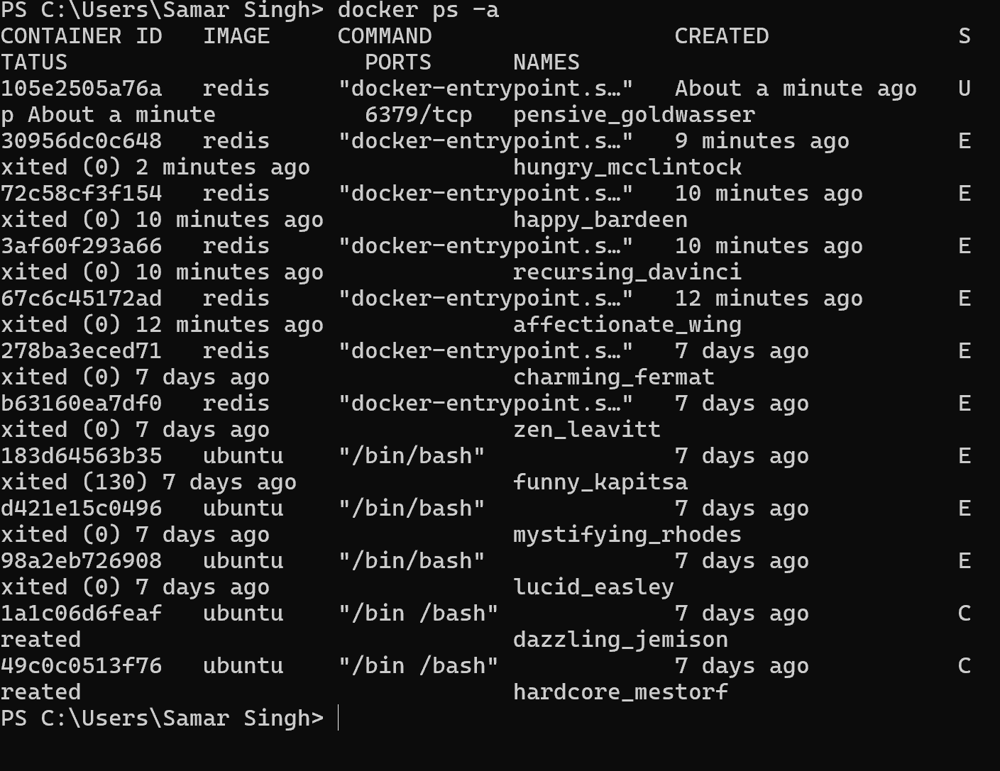 PS C:\Users\Samar Singh> docker ps -a
CONTAINER ID   IMAGE     COMMAND                  CREATED              S
TATUS                      PORTS      NAMES
105e2505a76a   redis     "docker-entrypoint.s…"   About a minute ago   U
p About a minute           6379/tcp   pensive_goldwasser
30956dc0c648   redis     "docker-entrypoint.s…"   9 minutes ago        E
xited (0) 2 minutes ago               hungry_mcclintock
72c58cf3f154   redis     "docker-entrypoint.s…"   10 minutes ago       E
xited (0) 10 minutes ago              happy_bardeen
3af60f293a66   redis     "docker-entrypoint.s…"   10 minutes ago       E
xited (0) 10 minutes ago              recursing_davinci
67c6c45172ad   redis     "docker-entrypoint.s…"   12 minutes ago       E
xited (0) 12 minutes ago              affectionate_wing
278ba3eced71   redis     "docker-entrypoint.s…"   7 days ago           E
xited (0) 7 days ago                  charming_fermat
b63160ea7df0   redis     "docker-entrypoint.s…"   7 days ago           E
xited (0) 7 days ago                  zen_leavitt
183d64563b35   ubuntu    "/bin/bash"              7 days ago           E
xited (130) 7 days ago                funny_kapitsa
d421e15c0496   ubuntu    "/bin/bash"              7 days ago           E
xited (0) 7 days ago                  mystifying_rhodes
98a2eb726908   ubuntu    "/bin/bash"              7 days ago           E
xited (0) 7 days ago                  lucid_easley
1a1c06d6feaf   ubuntu    "/bin /bash"             7 days ago           C
reated                                dazzling_jemison
49c0c0513f76   ubuntu    "/bin /bash"             7 days ago           C
reated                                hardcore_mestorf
PS C:\Users\Samar Singh>